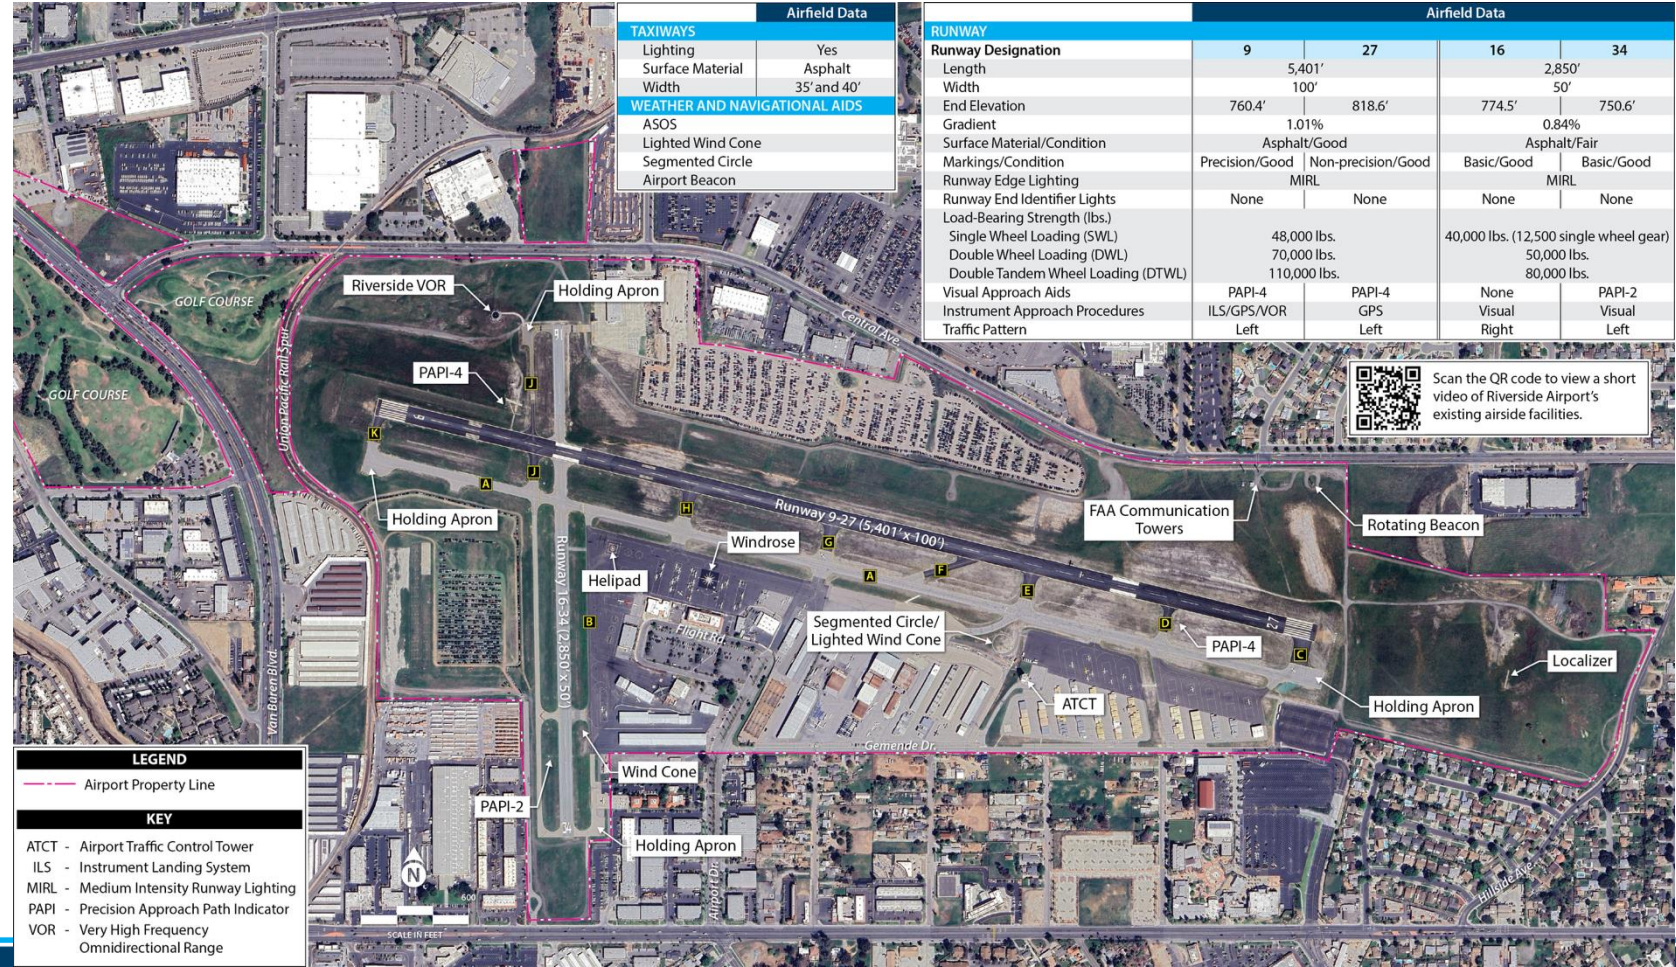 Airfield Data
TAXIWAYS
Lighting Yes
Surface Material Asphalt
Width 35' and 40'
WEATHER AND NAVIGATIONAL AIDS
ASOS
Lighted Wind Cone
Segmented Circle
Airport Beacon
Airfield Data
RUNWAY
Runway Designation 9 27 16 34
Length 5,401' 2,850'
Width 100' 50'
End Elevation 760.4' 818.6' 774.5' 750.6'
Gradient 1.01% 0.84%
Surface Material/Condition Asphalt/Good Asphalt/Fair
Markings/Condition Precision/Good Non-precision/Good Basic/Good Basic/Good
Runway Edge Lighting MIRL MIRL
Runway End Identifier Lights None None None None
Load-Bearing Strength (lbs.)
Single Wheel Loading (SWL) 48,000 lbs. 40,000 lbs. (12,500 single wheel gear)
Double Wheel Loading (DWL) 70,000 lbs. 50,000 lbs.
Double Tandem Wheel Loading (DTWL) 110,000 lbs. 80,000 lbs.
Visual Approach Aids PAPI-4 PAPI-4 None PAPI-2
Instrument Approach Procedures ILS/GPS/VOR GPS Visual Visual
Traffic Pattern Left Left Right Left
Scan the QR code to view a short
video of Riverside Airport's
existing airside facilities.
GOLF COURSE
Riverside VOR
Holding Apron
Central Ave.
Union Pacific Rail Spur
16
PAPI-4
J
GOLF COURSE
9
K
A
J
Holding Apron
H
Runway 9-27 (5,401' x 100')
FAA Communication
Towers
Rotating Beacon
Windrose
G
Helipad
A
F
E
Runway 16-34 (2,850' x 50')
B
Flight Rd.
Segmented Circle/
Lighted Wind Cone
D
27
PAPI-4
C
Localizer
Van Buren Blvd.
ATCT
Holding Apron
Gemende Dr.
Wind Cone
PAPI-2
34
Holding Apron
Airport Dr.
Hillside Ave.
LEGEND
Airport Property Line
KEY
ATCT - Airport Traffic Control Tower
ILS - Instrument Landing System
MIRL - Medium Intensity Runway Lighting
PAPI - Precision Approach Path Indicator
VOR - Very High Frequency
Omnidirectional Range
N
600
SCALE IN FEET